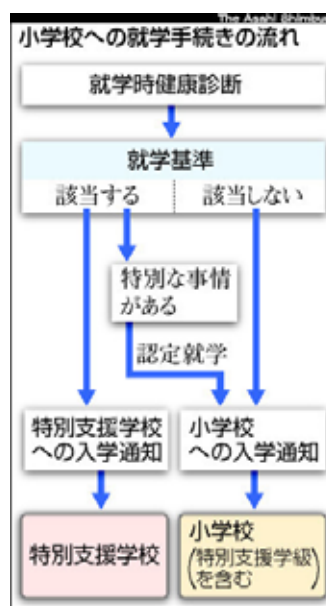 The Asahi Shimbun
小学校への就学手続きの流れ
就学時健康診断
就学基準
該当する 該当しない
特別な事情
がある
認定就学
特別支援学校
への入学通知
小学校
への入学通知
特別支援学校
小学校
(特別支援学級
を含む)